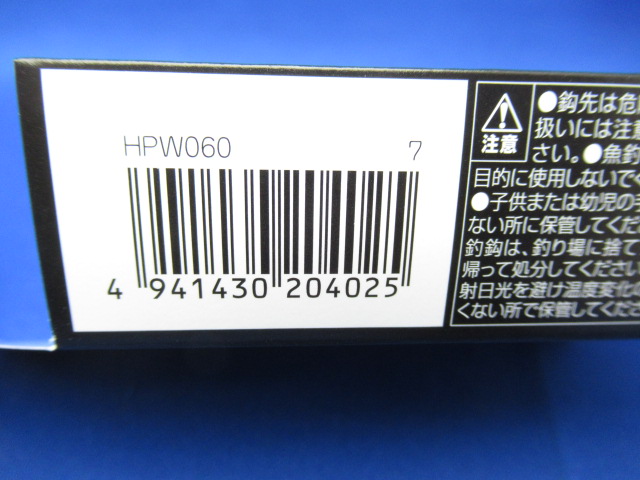 HPW060 7
4 941430 204025
注意
●鈎先は危
扱いには注意
さい。●魚釣
目的に使用しないで
●子供または幼児の手
ない所に保管してくだ
釣鈎は、釣り場に捨て
帰って処分してください
射日光を避け温度変化
くない所で保管してくだ